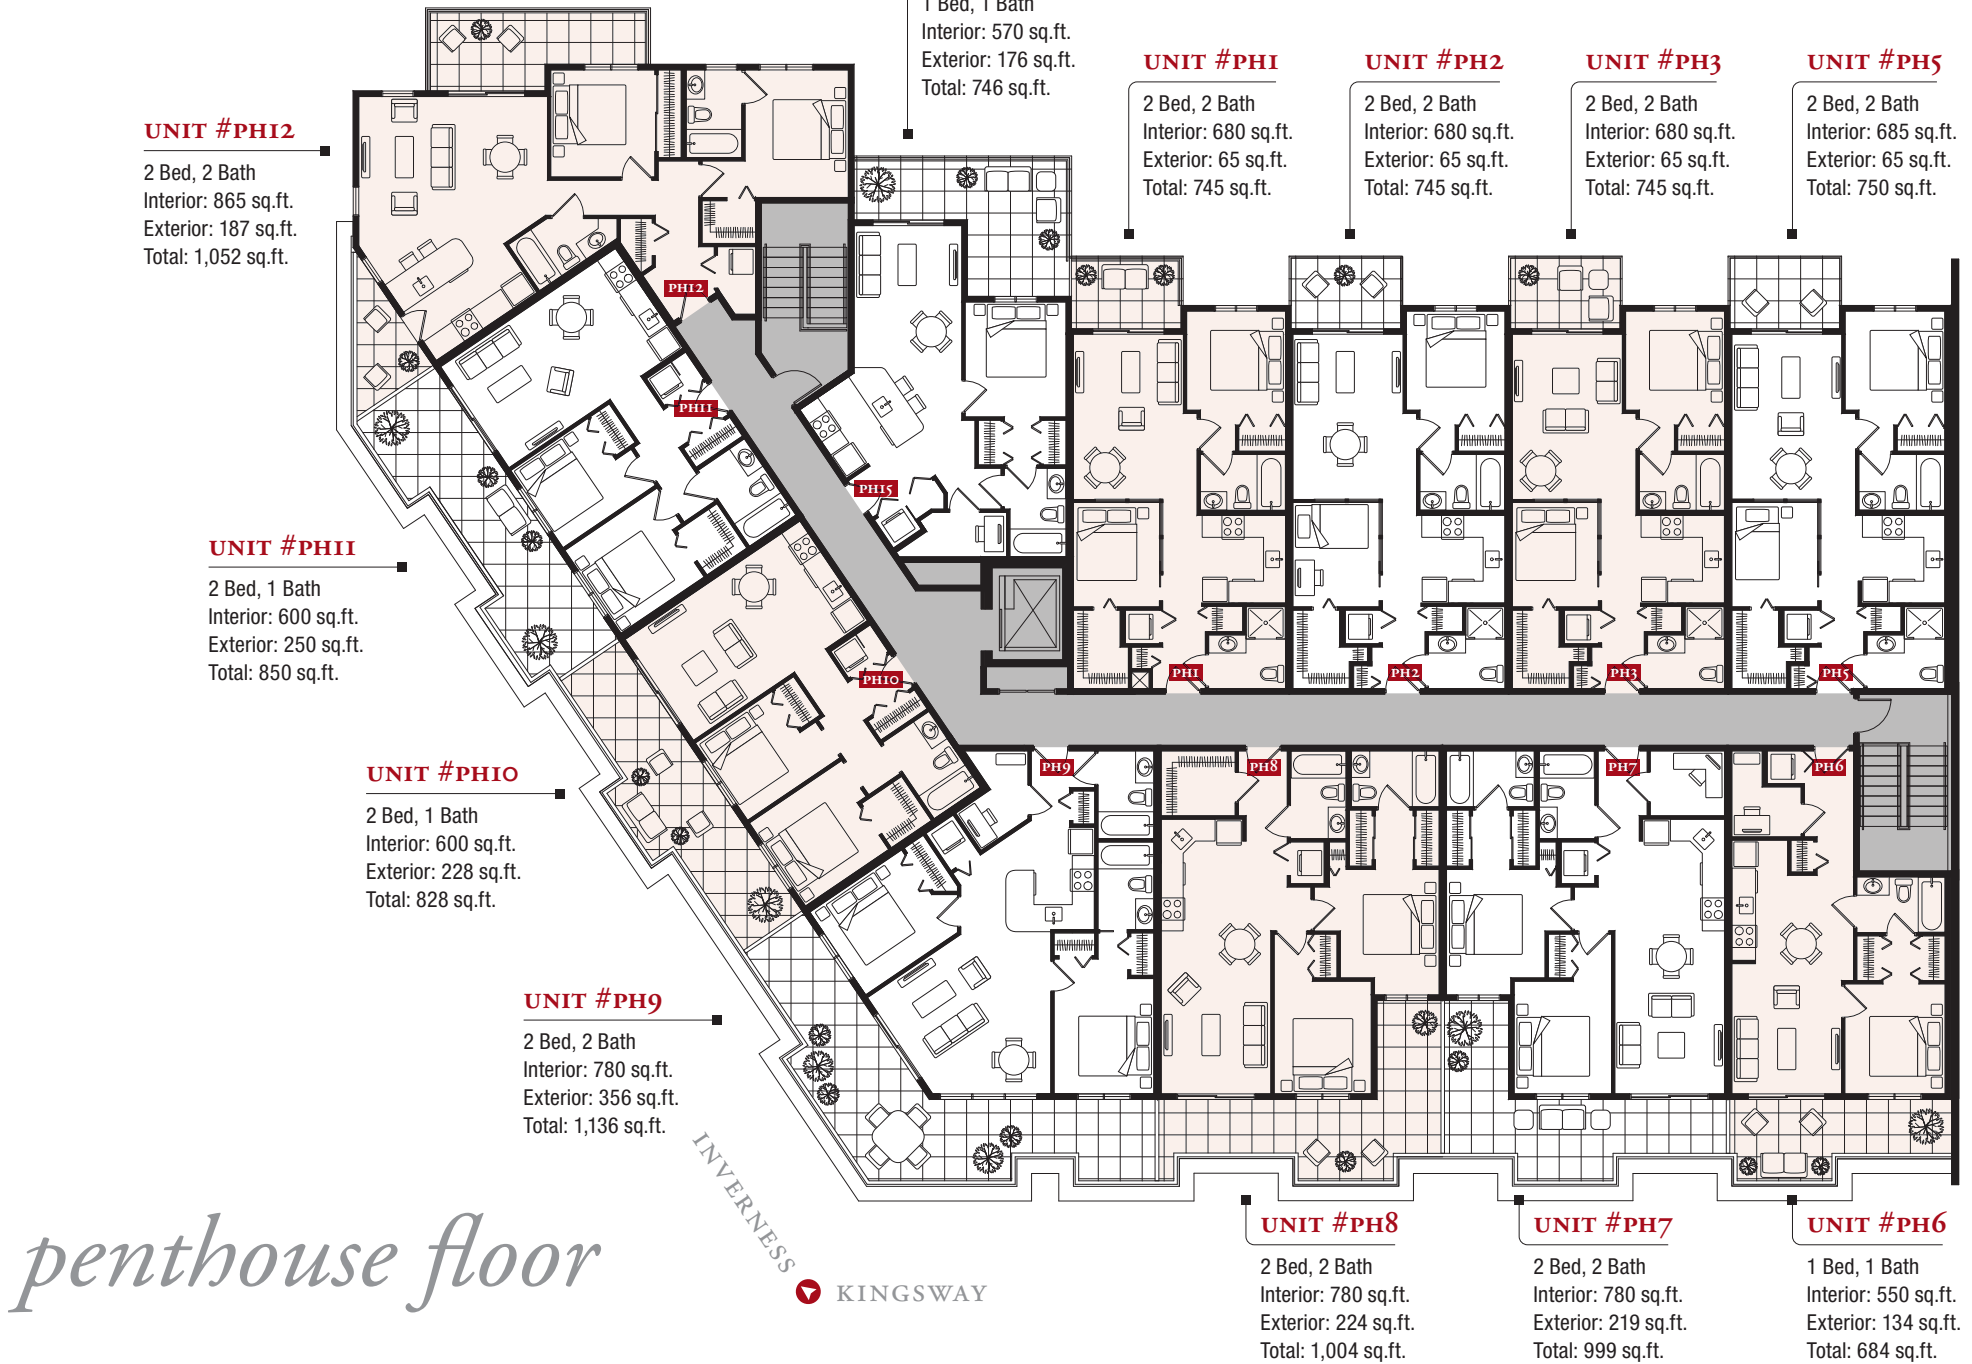 1 Bed, 1 Bath
Interior: 570 sq.ft.
Exterior: 176 sq.ft.
Total: 746 sq.ft.
UNIT #PH1
2 Bed, 2 Bath
Interior: 680 sq.ft.
Exterior: 65 sq.ft.
Total: 745 sq.ft.
UNIT #PH2
2 Bed, 2 Bath
Interior: 680 sq.ft.
Exterior: 65 sq.ft.
Total: 745 sq.ft.
UNIT #PH3
2 Bed, 2 Bath
Interior: 680 sq.ft.
Exterior: 65 sq.ft.
Total: 745 sq.ft.
UNIT #PH5
2 Bed, 2 Bath
Interior: 685 sq.ft.
Exterior: 65 sq.ft.
Total: 750 sq.ft.
UNIT #PH12
2 Bed, 2 Bath
Interior: 865 sq.ft.
Exterior: 187 sq.ft.
Total: 1,052 sq.ft.
PH12
PH11
PH15
UNIT #PH11
2 Bed, 1 Bath
Interior: 600 sq.ft.
Exterior: 250 sq.ft.
Total: 850 sq.ft.
PH10
PH1
PH2
PH3
PH5
UNIT #PH10
2 Bed, 1 Bath
Interior: 600 sq.ft.
Exterior: 228 sq.ft.
Total: 828 sq.ft.
PH9
PH8
PH7
PH6
UNIT #PH9
2 Bed, 2 Bath
Interior: 780 sq.ft.
Exterior: 356 sq.ft.
Total: 1,136 sq.ft.
INVERNESS
KINGSWAY
penthouse floor
UNIT #PH8
2 Bed, 2 Bath
Interior: 780 sq.ft.
Exterior: 224 sq.ft.
Total: 1,004 sq.ft.
UNIT #PH7
2 Bed, 2 Bath
Interior: 780 sq.ft.
Exterior: 219 sq.ft.
Total: 999 sq.ft.
UNIT #PH6
1 Bed, 1 Bath
Interior: 550 sq.ft.
Exterior: 134 sq.ft.
Total: 684 sq.ft.